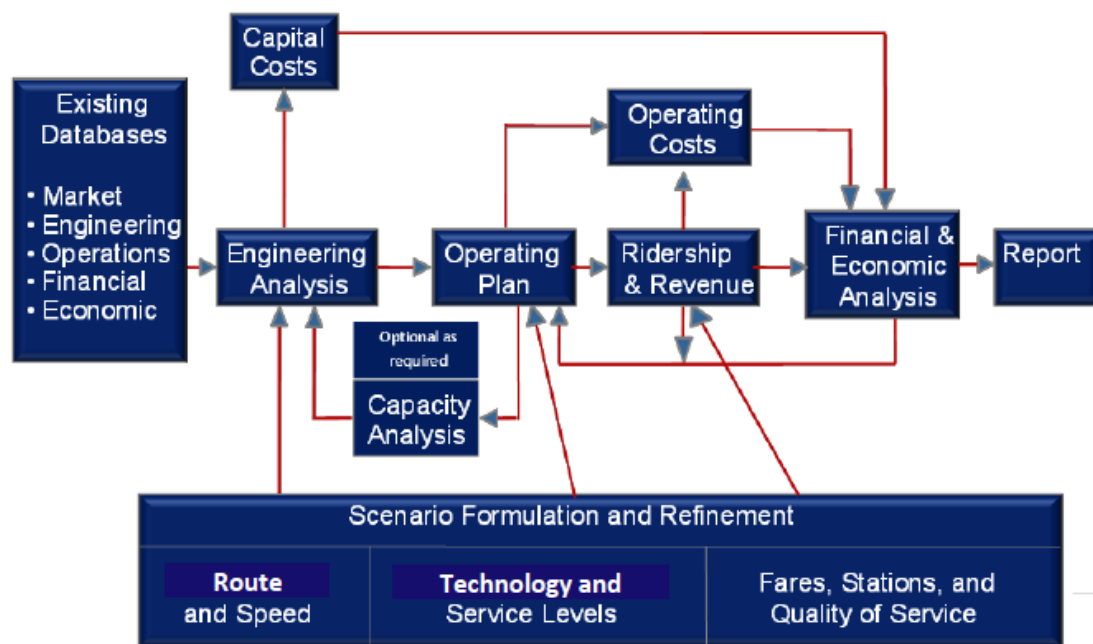 Capital
Costs
Existing
Databases
• Market
• Engineering
• Operations
• Financial
• Economic
Operating
Costs
Engineering
Analysis
Operating
Plan
Ridership
& Revenue
Financial &
Economic
Analysis
Report
Optional as
required
Capacity
Analysis
Scenario Formulation and Refinement
Route
and Speed
Technology and
Service Levels
Fares, Stations, and
Quality of Service